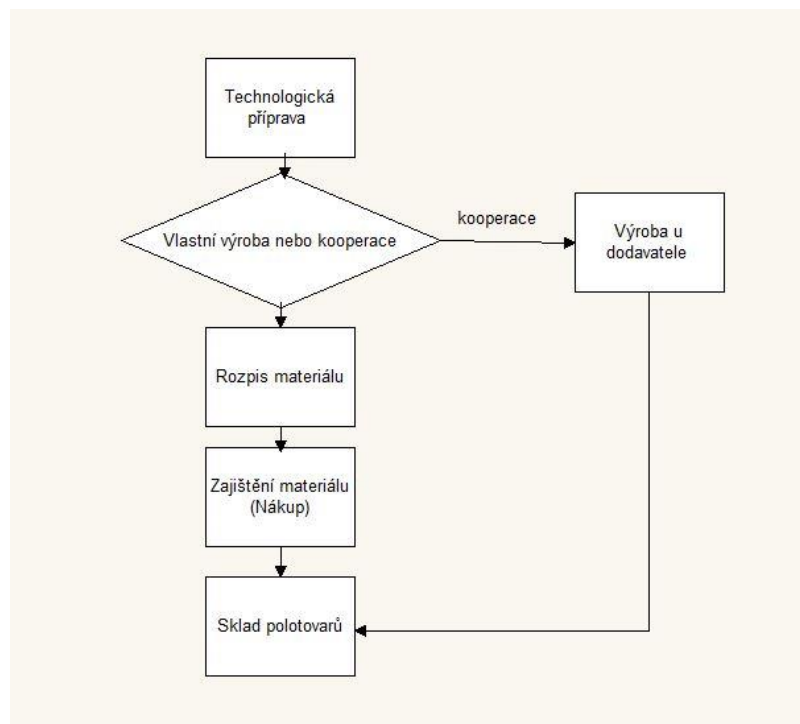 Technologická
příprava
Vlastní výroba nebo kooperace
kooperace
Výroba u
dodavatele
Rozpis materiálu
Zajištění materiálu
(Nákup)
Sklad polotovarů